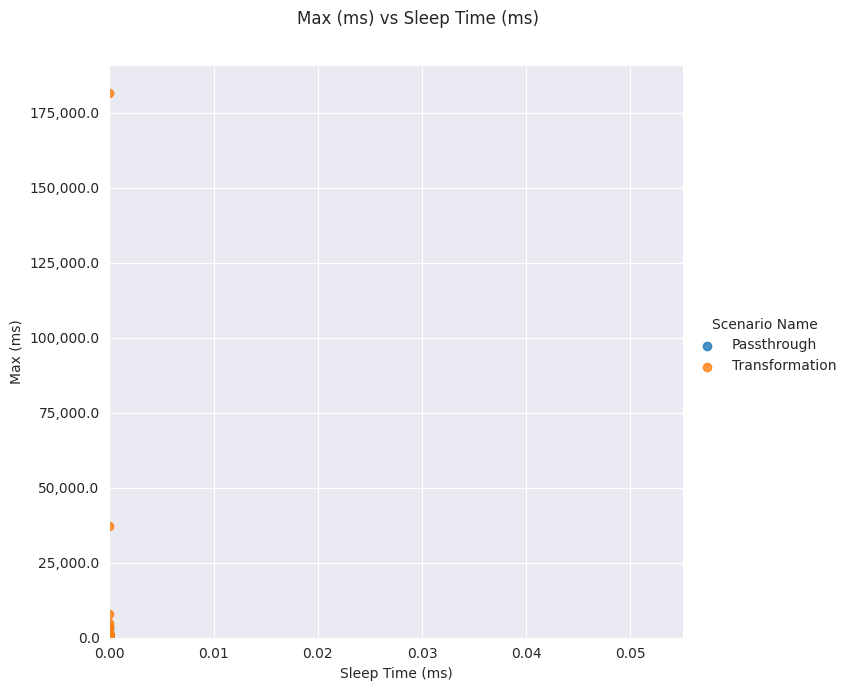 Max (ms) vs Sleep Time (ms)
175,000.0
150,000.0
125,000.0
100,000.0
75,000.0
50,000.0
25,000.0
0.0
Max (ms)
0.00 0.01 0.02 0.03 0.04 0.05
Sleep Time (ms)
Scenario Name
Passthrough
Transformation